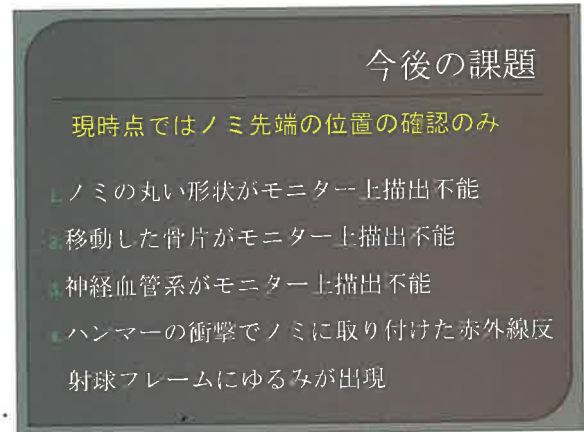 今後の課題
現時点ではノミ先端の位置の確認のみ
1. ノミの丸い形状がモニター上描出不能
2. 移動した骨片がモニター上描出不能
3. 神経血管系がモニター上描出不能
4. ハンマーの衝撃でノミに取り付けた赤外線反
射球フレームにゆるみが出現